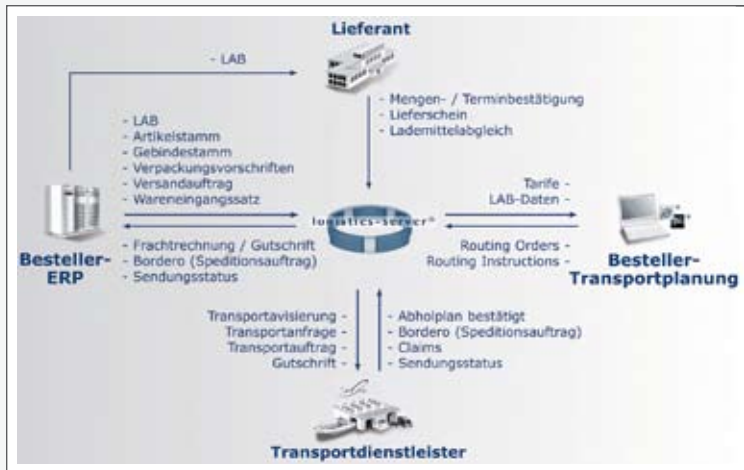 Lieferant
- LAB
- Mengen- / Terminbestätigung
- Lieferschein
- Lademittelabgleich
- LAB
- Artikelstamm
- Gebindestamm
- Verpackungsvorschriften
- Versandauftrag
- Wareneingangssatz
Tarife -
LAB-Daten -
logistics-server®
Besteller-
ERP
- Frachtrechnung / Gutschrift
- Bordero (Speditionsauftrag)
- Sendungsstatus
Routing Orders -
Routing Instructions -
Besteller-
Transportplanung
Transportavisierung -
Transportanfrage -
Transportauftrag -
Gutschrift -
- Abholplan bestätigt
- Bordero (Speditionsauftrag)
- Claims
- Sendungsstatus
Transportdienstleister